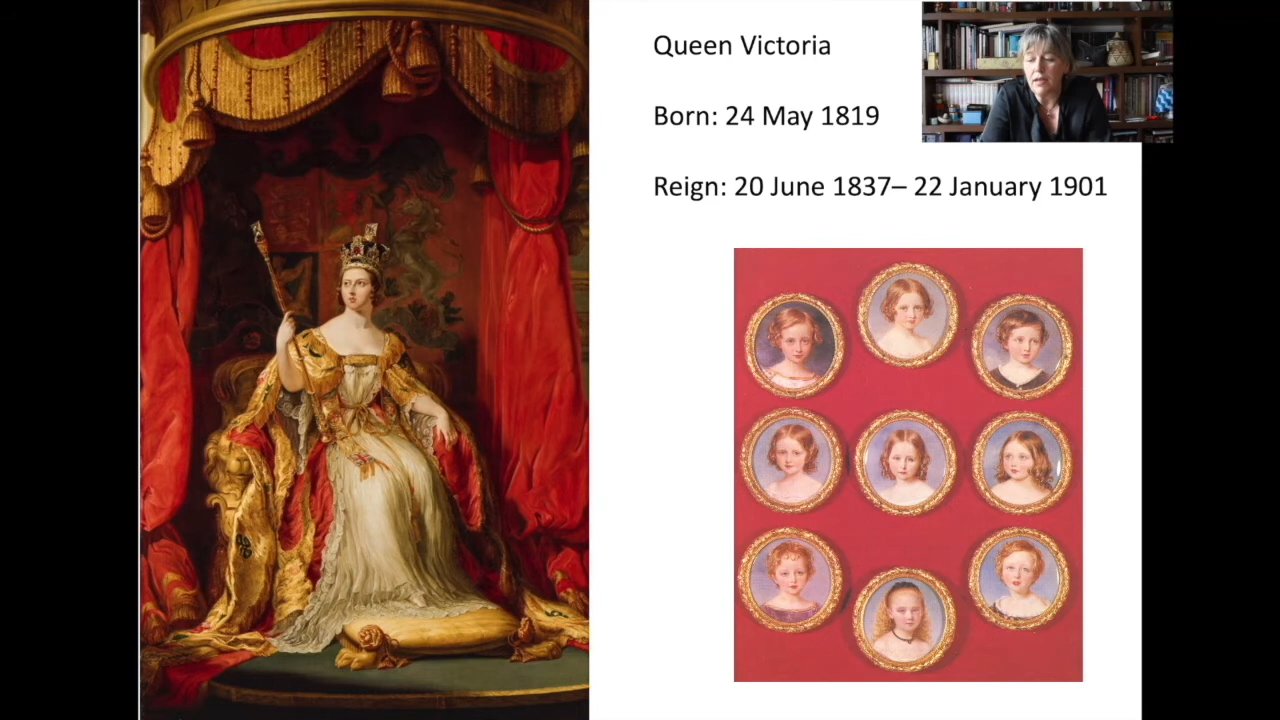 Queen Victoria
Born: 24 May 1819
Reign: 20 June 1837– 22 January 1901